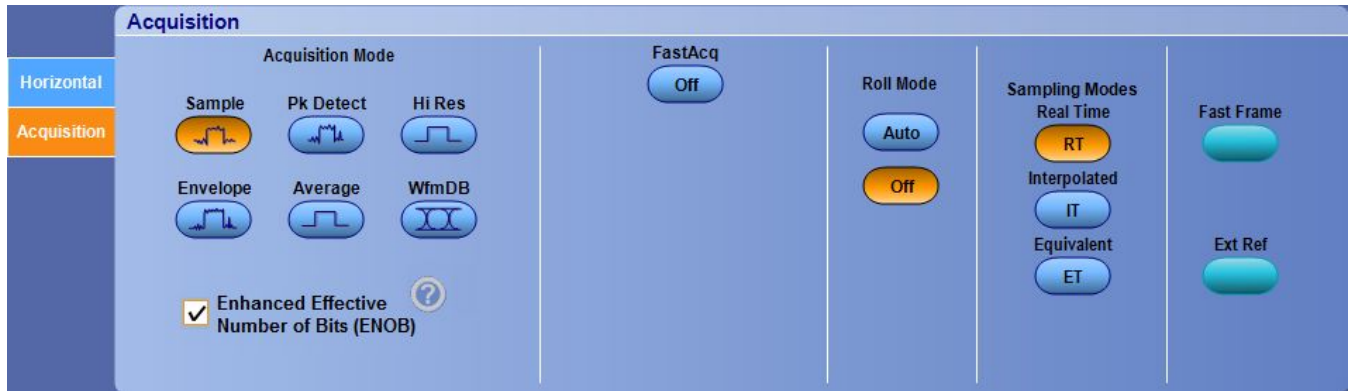 Acquisition
Horizontal
Acquisition
Acquisition Mode
Sample
Pk Detect
Hi Res
Envelope
Average
WfmDB
?
Enhanced Effective
Number of Bits (ENOB)
FastAcq
Off
Roll Mode
Auto
Off
Sampling Modes
Real Time
RT
Interpolated
IT
Equivalent
ET
Fast Frame
Ext Ref